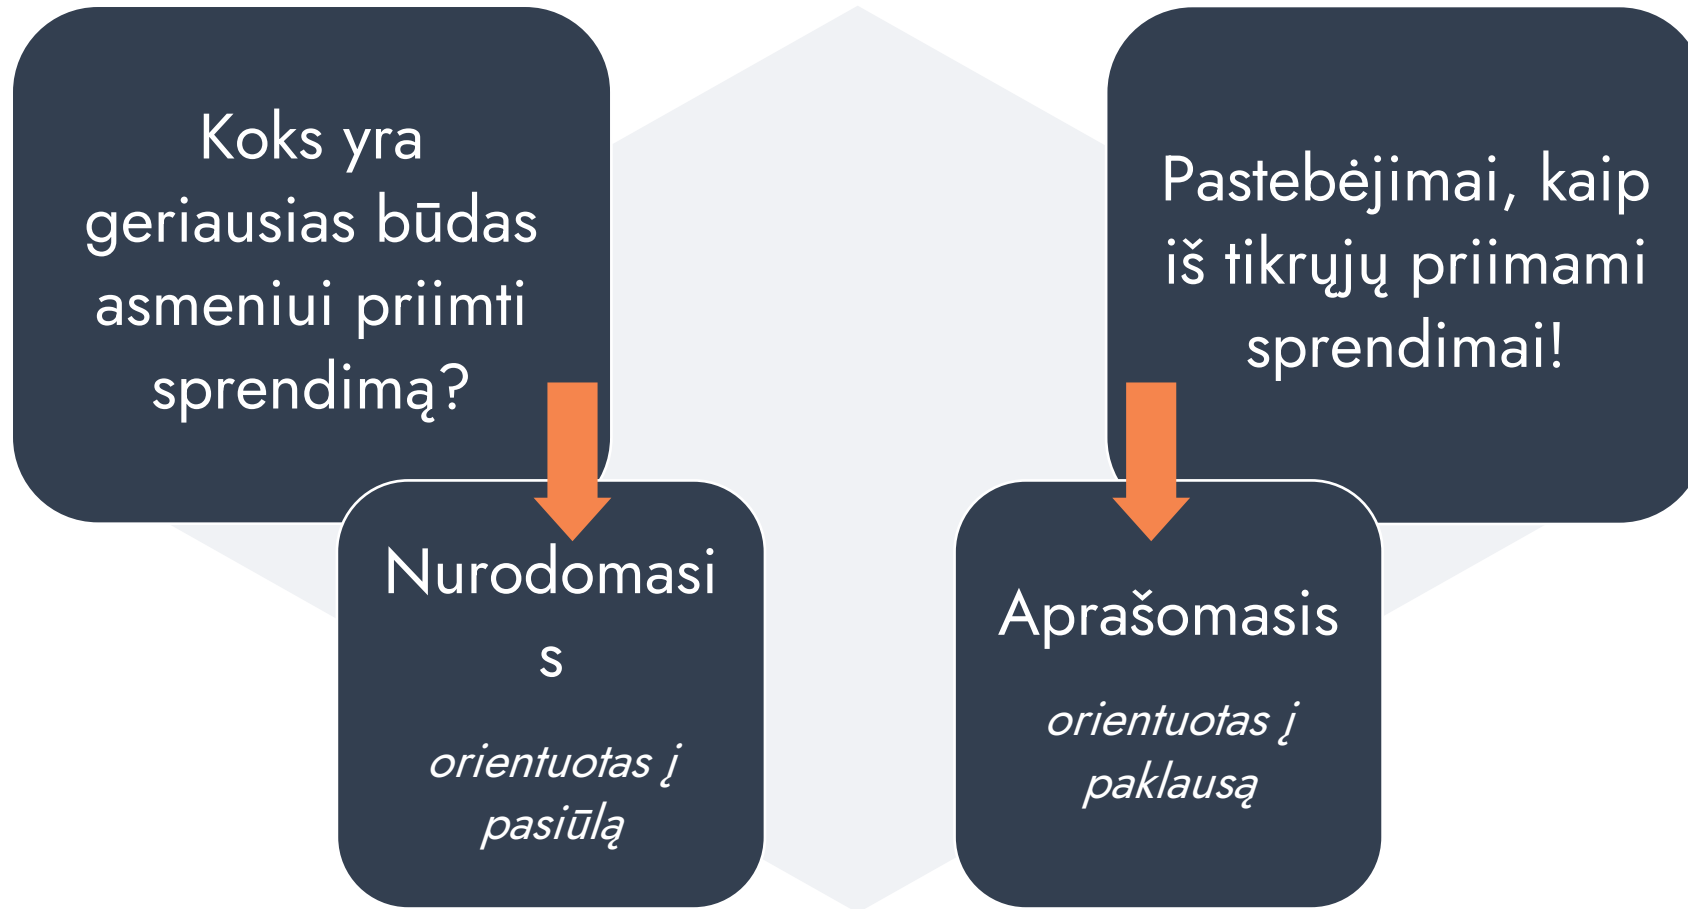 Koks yra
geriausias būdas
asmeniui priimti
sprendimą?
Nurodomasi
s
orientuotas į
pasiūlą
Pastebėjimai, kaip
iš tikrųjų priimami
sprendimai!
Aprašomasis
orientuotas į
paklausą